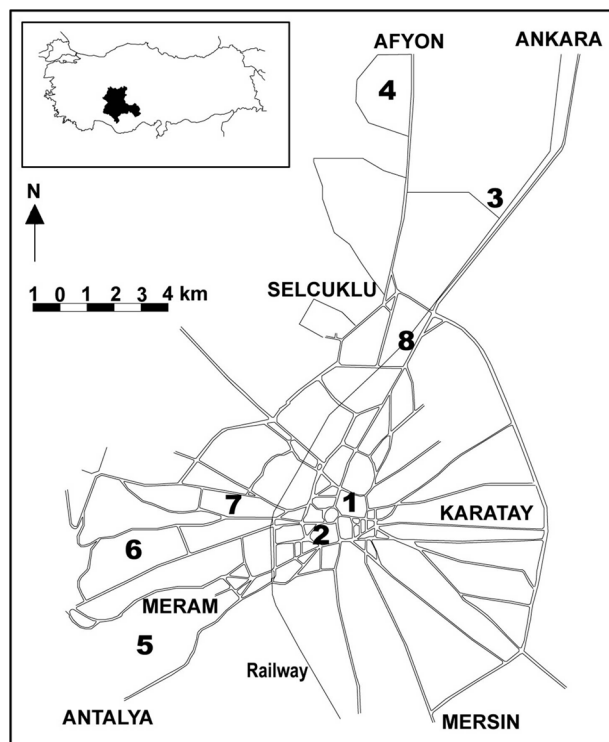 AFYON
ANKARA
4
3
N
1 0 1 2 3 4 km
SELCUKLU
8
7
1
KARATAY
2
6
MERAM
5
Railway
ANTALYA
MERSIN